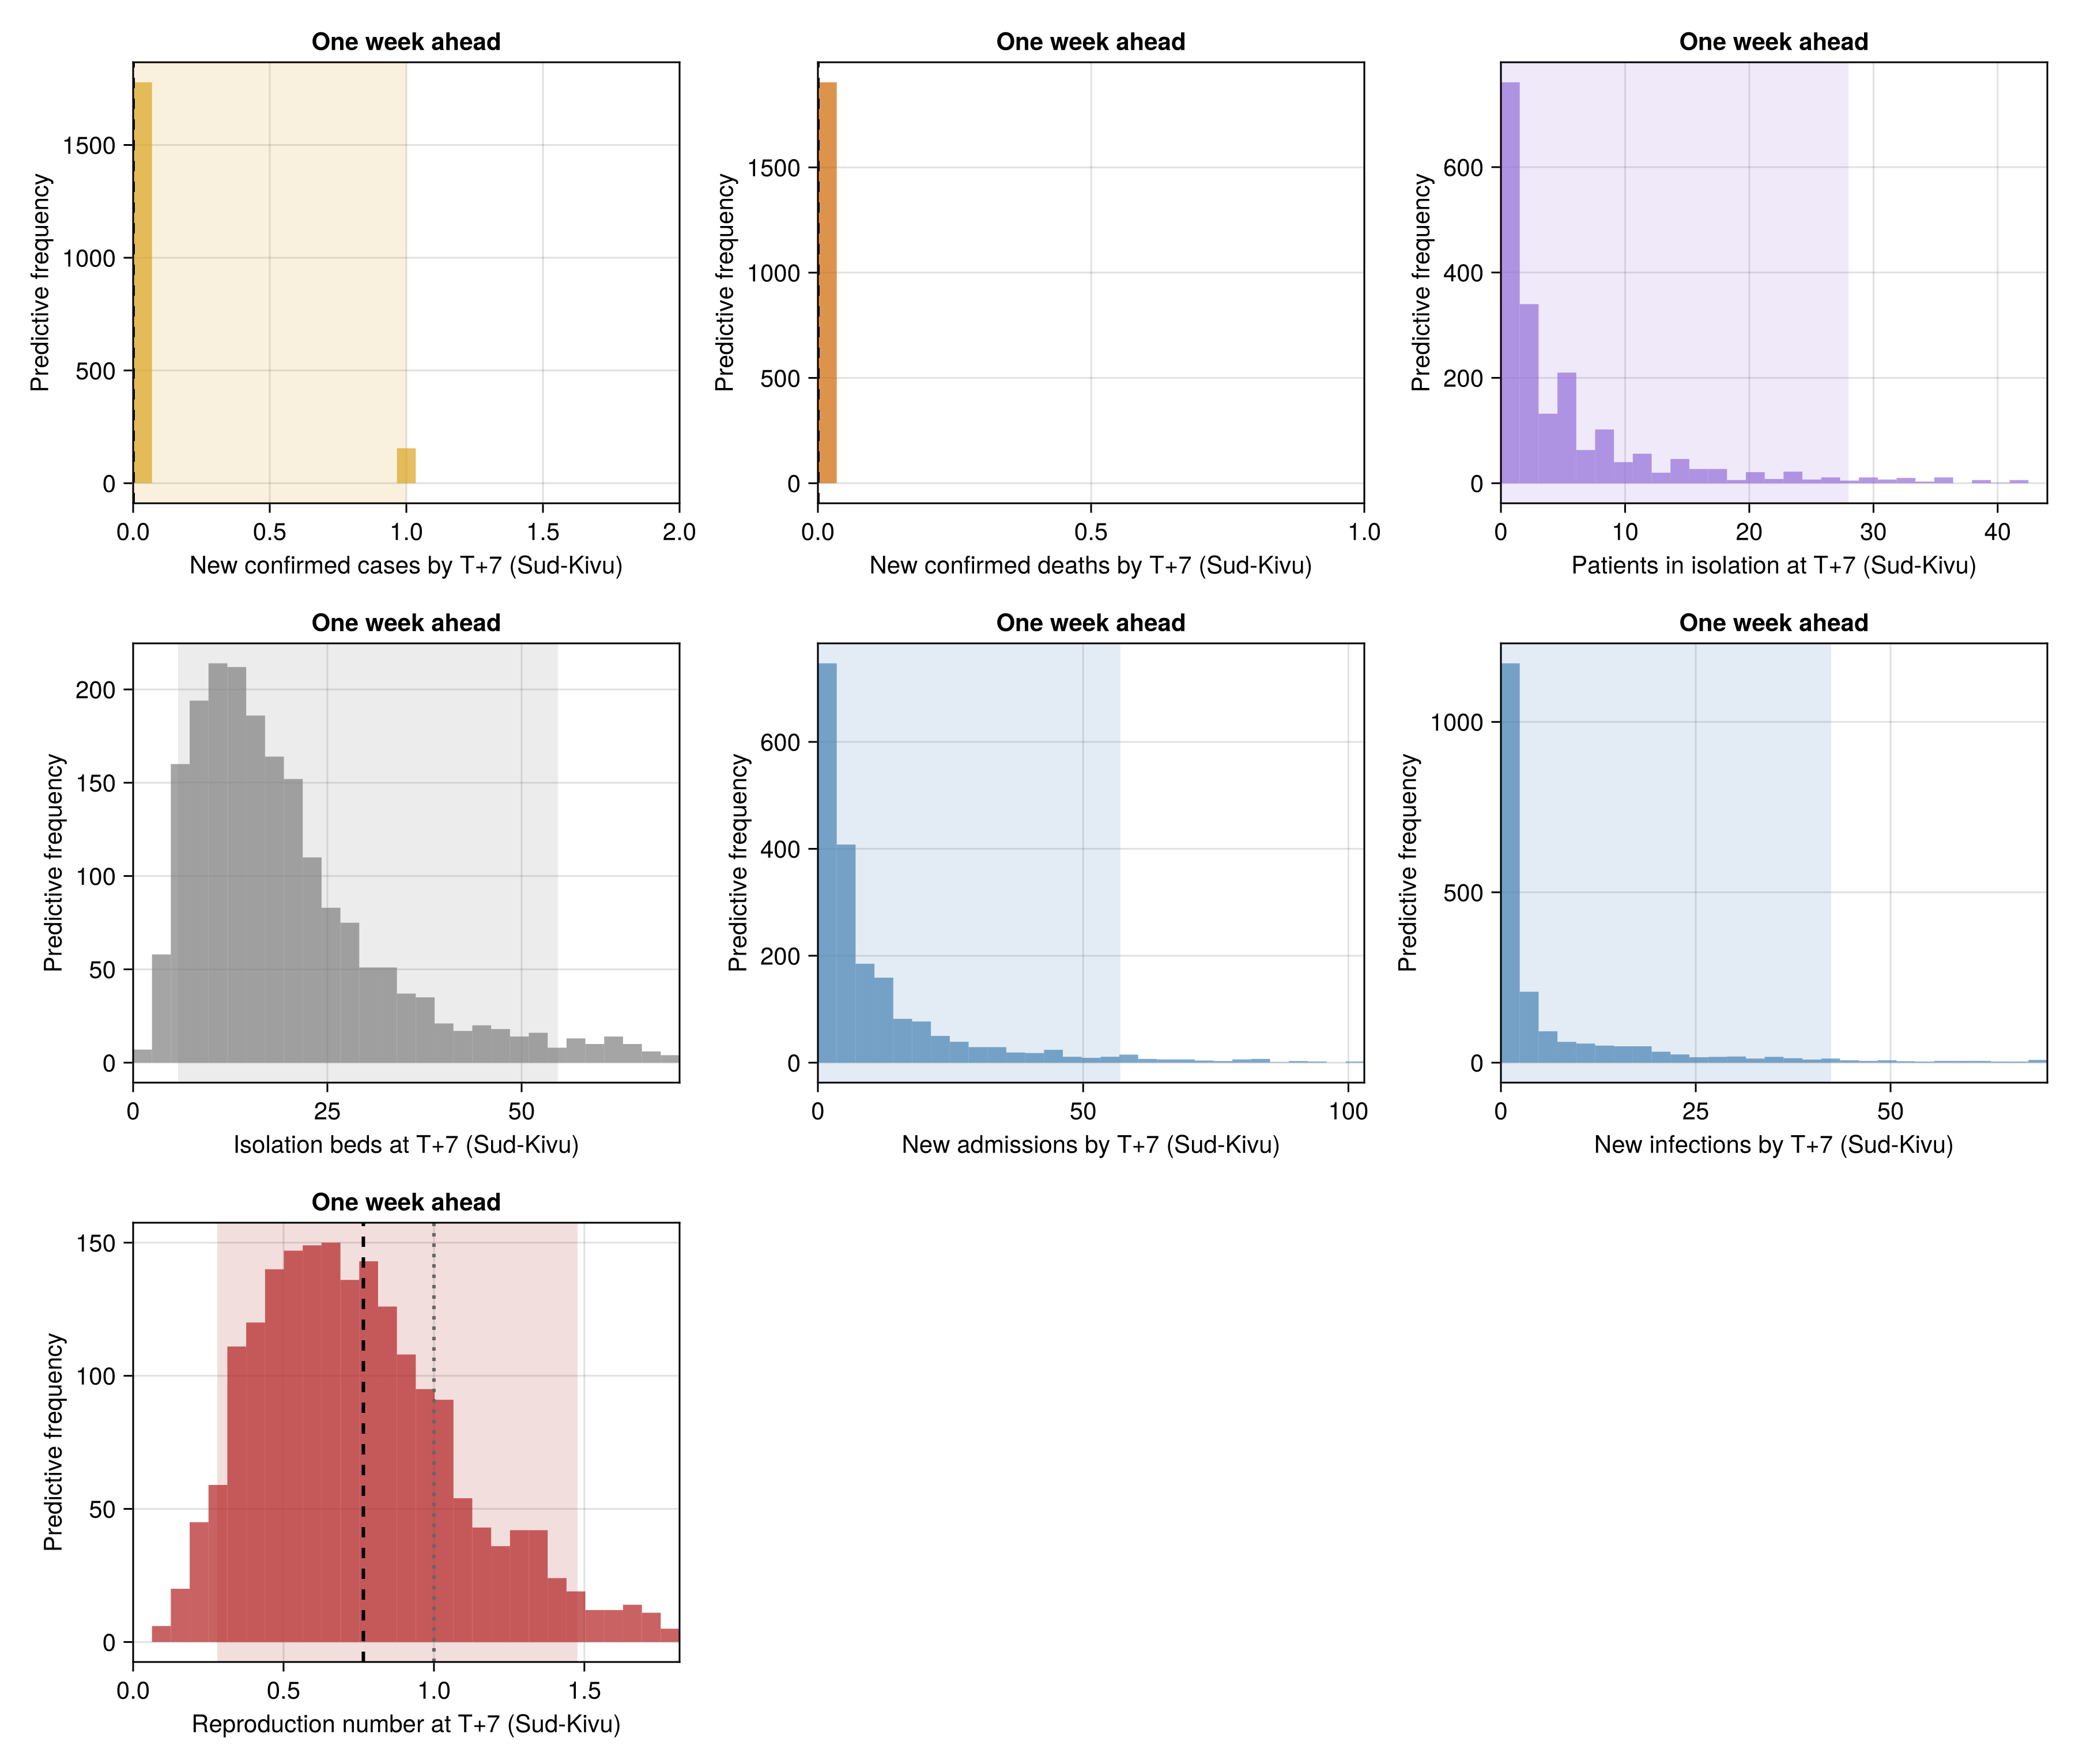 One week ahead
Predictive frequency
1500
1000
500
0
0.0
0.5
1.0
1.5
2.0
New confirmed cases by T+7 (Sud-Kivu)
One week ahead
Predictive frequency
1500
1000
500
0
0.0
0.5
1.0
New confirmed deaths by T+7 (Sud-Kivu)
One week ahead
Predictive frequency
600
400
200
0
0
10
20
30
40
Patients in isolation at T+7 (Sud-Kivu)
One week ahead
Predictive frequency
200
150
100
50
0
0
25
50
Isolation beds at T+7 (Sud-Kivu)
One week ahead
Predictive frequency
600
400
200
0
0
50
100
New admissions by T+7 (Sud-Kivu)
One week ahead
Predictive frequency
1000
500
0
0
25
50
New infections by T+7 (Sud-Kivu)
One week ahead
Predictive frequency
150
100
50
0
0.0
0.5
1.0
1.5
Reproduction number at T+7 (Sud-Kivu)